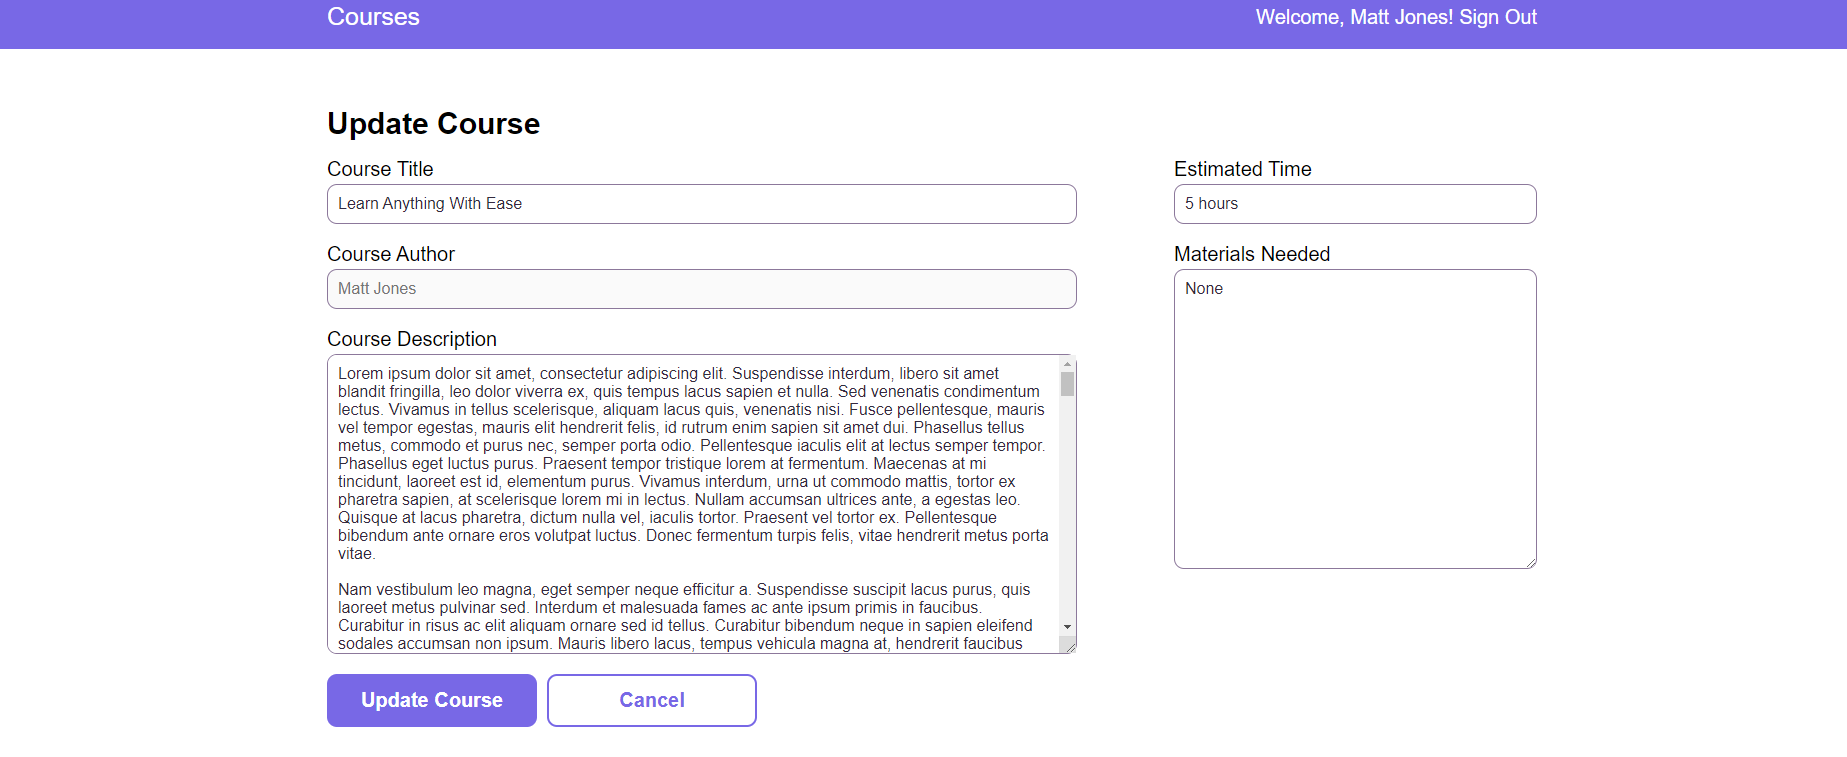 Courses
Welcome, Matt Jones! Sign Out
Update Course
Course Title
Learn Anything With Ease
Course Author
Matt Jones
Course Description
Lorem ipsum dolor sit amet, consectetur adipiscing elit. Suspendisse interdum, libero sit amet
blandit fringilla, leo dolor viverra ex, quis tempus lacus sapien et nulla. Sed venenatis condimentum
lectus. Vivamus in tellus scelerisque, aliquam lacus quis, venenatis nisi. Fusce pellentesque, mauris
vel tempor egestas, mauris elit hendrerit felis, id rutrum enim sapien sit amet dui. Phasellus tellus
metus, commodo et purus nec, semper porta odio. Pellentesque iaculis elit at lectus semper tempor.
Phasellus eget luctus purus. Praesent tempor tristique lorem at fermentum. Maecenas at mi
tincidunt, laoreet est id, elementum purus. Vivamus interdum, urna ut commodo mattis, tortor ex
pharetra sapien, at scelerisque lorem mi in lectus. Nullam accumsan ultrices ante, a egestas leo.
Quisque at lacus pharetra, dictum nulla vel, iaculis tortor. Praesent vel tortor ex. Pellentesque
bibendum ante ornare eros volutpat luctus. Donec fermentum turpis felis, vitae hendrerit metus porta
vitae.
Nam vestibulum leo magna, eget semper neque efficitur a. Suspendisse suscipit lacus purus, quis
laoreet metus pulvinar sed. Interdum et malesuada fames ac ante ipsum primis in faucibus.
Curabitur in risus ac elit aliquam ornare sed id tellus. Curabitur bibendum neque in sapien eleifend
sodales accumsan non ipsum. Mauris libero lacus, tempus vehicula magna at, hendrerit faucibus
Estimated Time
5 hours
Materials Needed
None
Update Course
Cancel